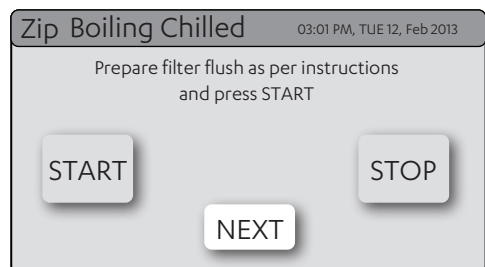 Zip Boiling Chilled 03:01 PM, TUE 12, Feb 2013
Prepare filter flush as per instructions
and press START
START STOP
NEXT